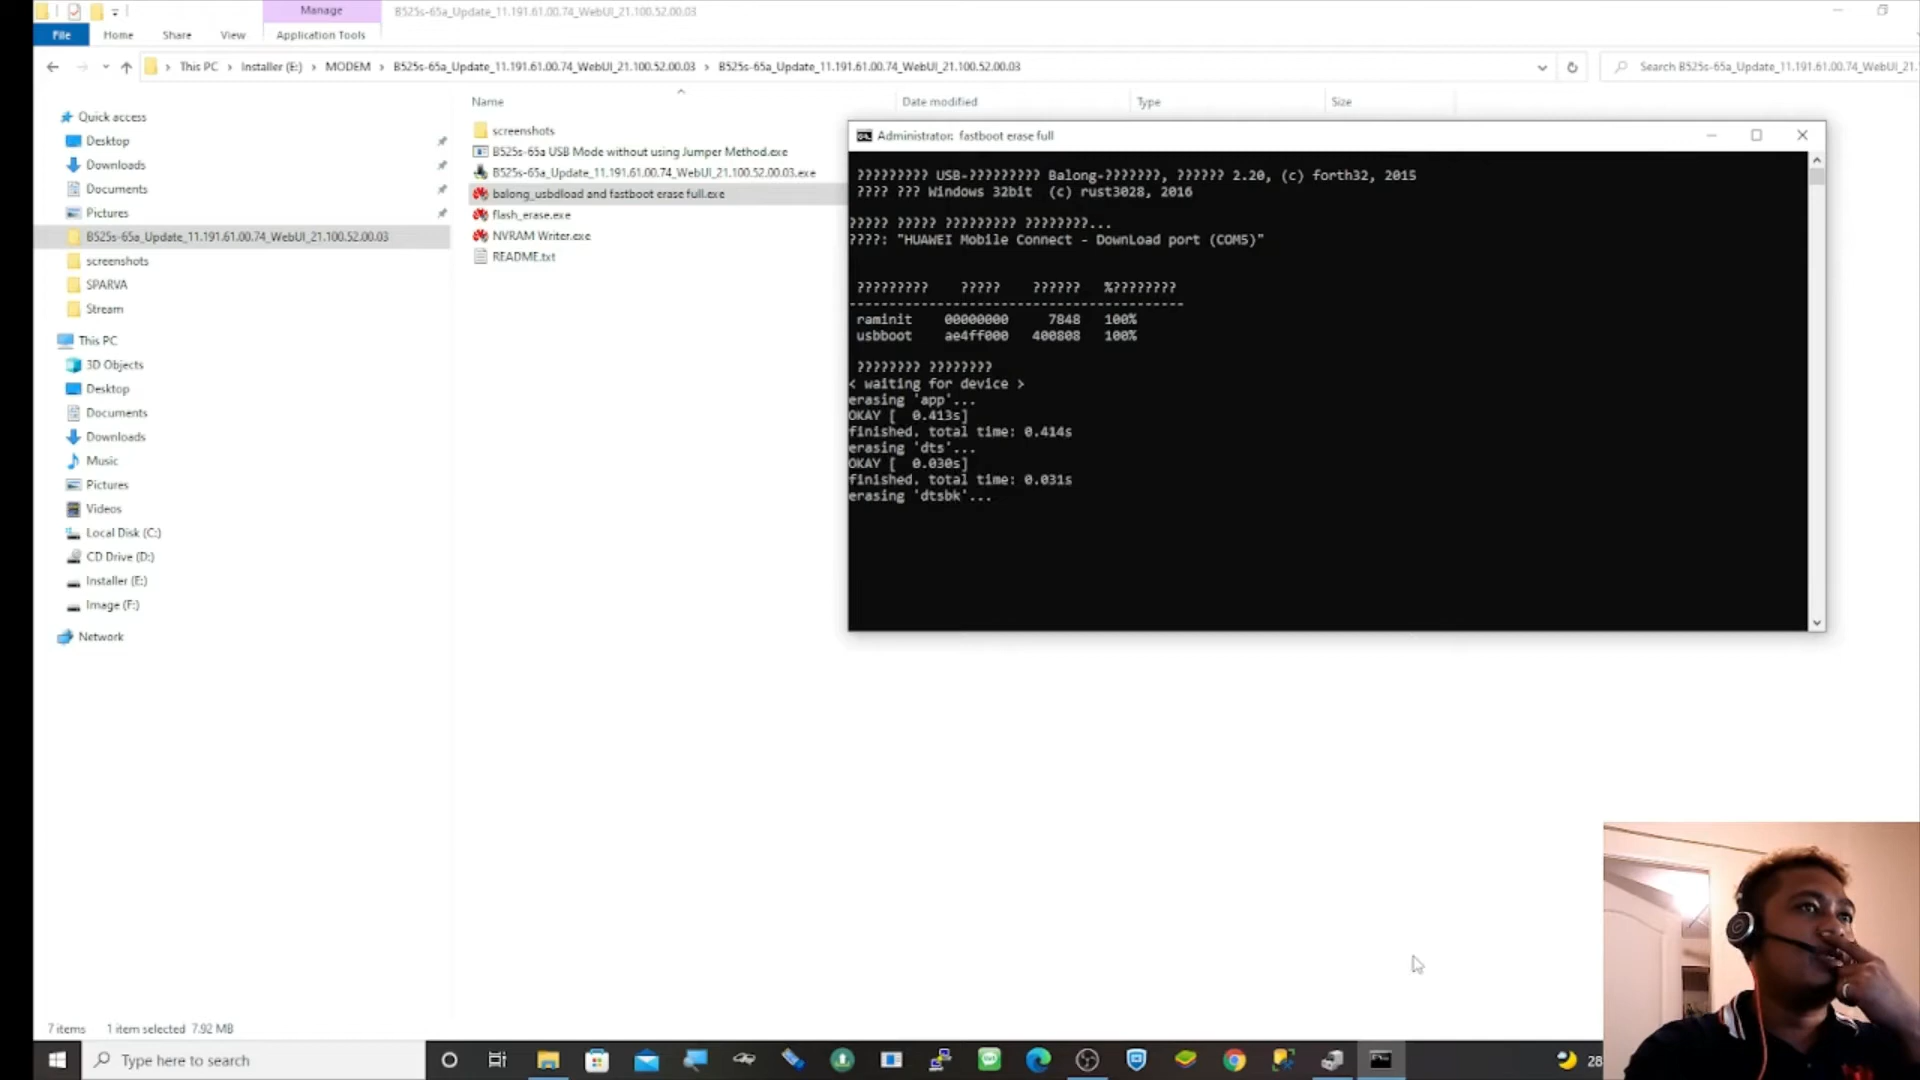 Manage
B525s-65a_Update_11.191.61.00.74_WebUI_21.100.52.00.03
File
Home
Share
View
Application Tools
This PC
Installer (E:)
MODEM
B525s-65a_Update_11.191.61.00.74_WebUI_21.100.52.00.03
B525s-65a_Update_11.191.61.00.74_WebUI_21.100.52.00.03
Search B525s-65a_Update_11.191.61.00.74_WebUI_21.
Quick access
Desktop
Downloads
Documents
Pictures
B525s-65a_Update_11.191.61.00.74_WebUI_21.100.52.00.03
screenshots
SPARVA
Stream
This PC
3D Objects
Desktop
Documents
Downloads
Music
Pictures
Videos
Local Disk (C:)
CD Drive (D:)
Installer (E:)
Image (F:)
Network
Name
Date modified
Type
Size
screenshots
B525s-65a USB Mode without using Jumper Method.exe
B525s-65a_Update_11.191.61.00.74_WebUI_21.100.52.00.03.exe
balong_usbdload and fastboot erase full.exe
flash_erase.exe
NVRAM Writer.exe
README.txt
Administrator: fastboot erase full
????????? USB-????????? Balong-???????, ?????? 2.20, (c) forth32, 2015
???? ??? Windows 32bit (c) rust3028, 2016
????? ????? ????????? ????????...
????: "HUAWEI Mobile Connect - DownLoad port (COM5)"
????????? ????? ?????? %????????
-----------------------------------------
raminit 00000000 7848 100%
usbboot ae4ff000 400808 100%
???????? ????????
< waiting for device >
erasing 'app'...
OKAY [ 0.413s]
finished. total time: 0.414s
erasing 'dts'...
OKAY [ 0.030s]
finished. total time: 0.031s
erasing 'dtsbk'...
7 items
1 item selected 7.92 MB
Type here to search
28